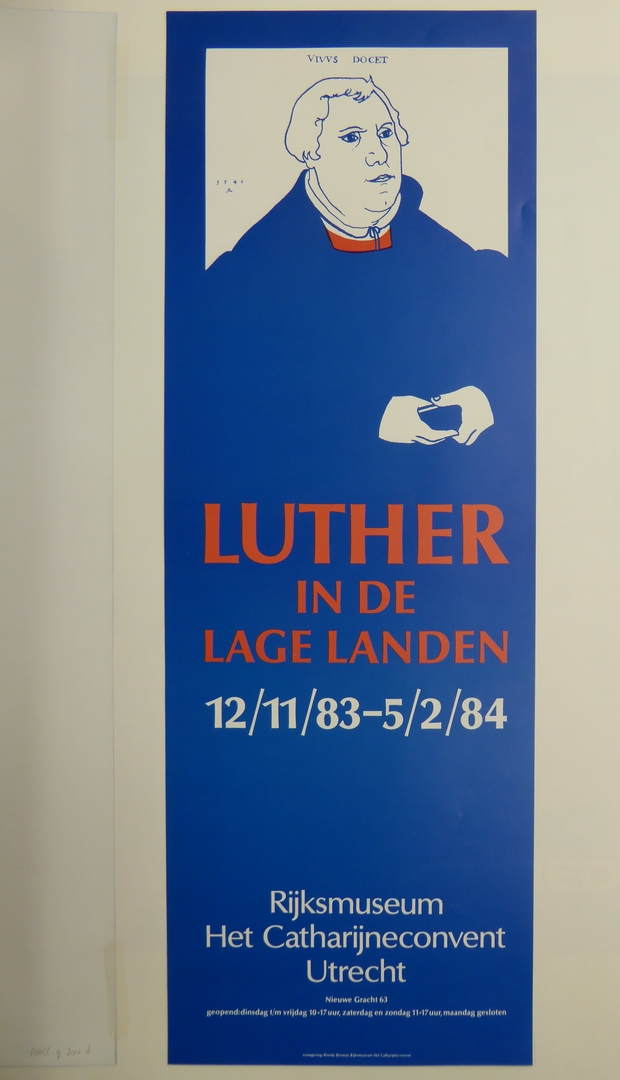 VIVVS DOCET
LUTHER
IN DE
LAGE LANDEN
12/11/83-5/2/84
Rijksmuseum
Het Catharijneconvent
Utrecht
Nieuwe Gracht 63
geopend:dinsdag t/m vrijdag 10-17 uur, zaterdag en zondag 11-17 uur, maandag gesloten